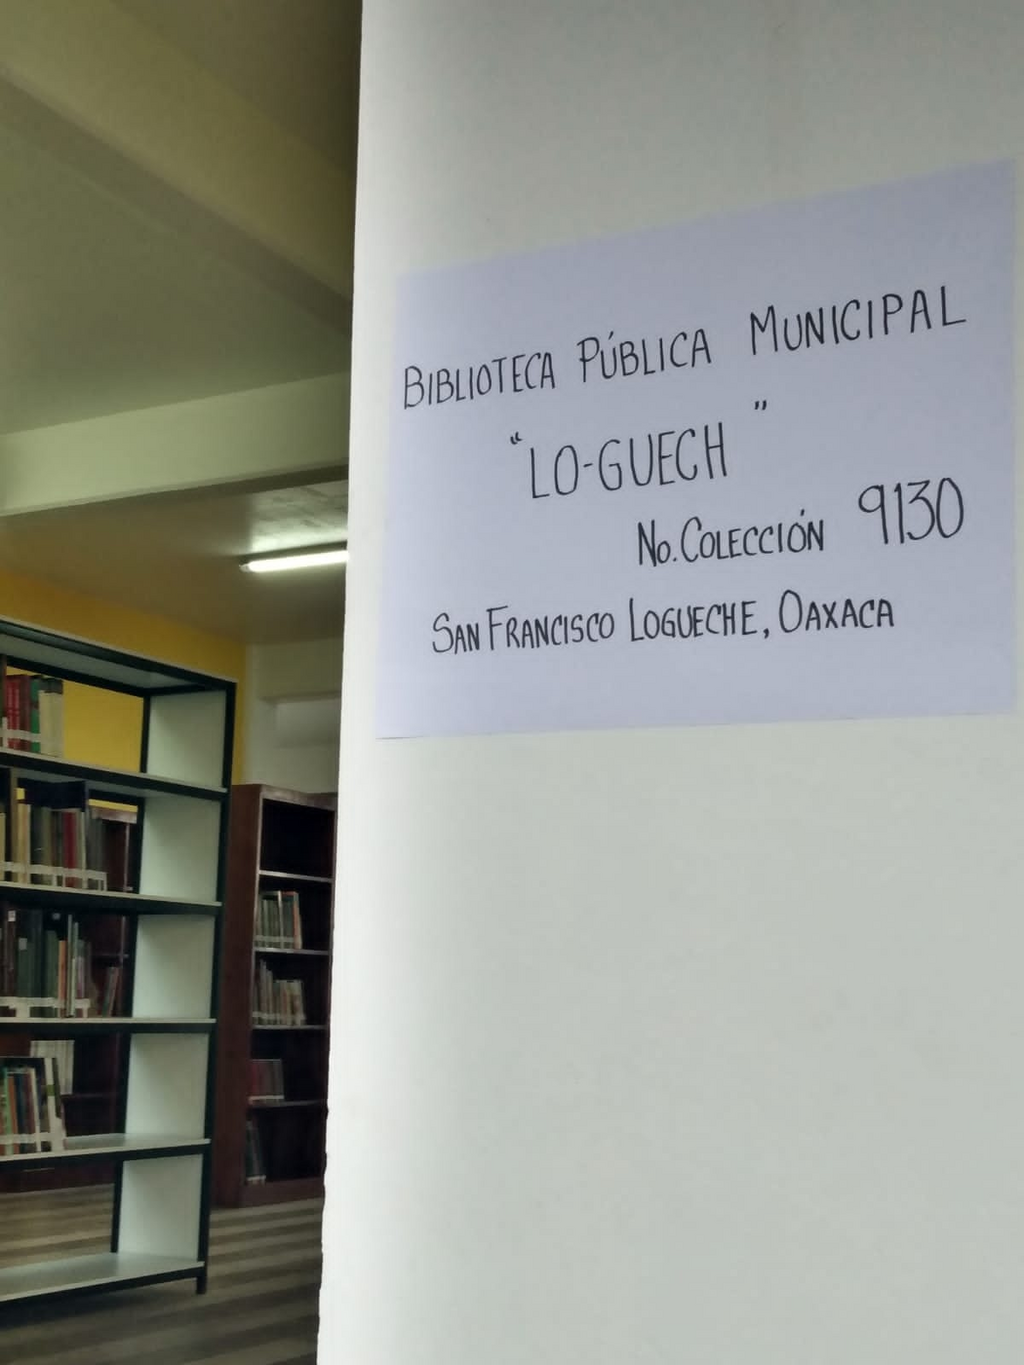 BIBLIOTECA PÚBLICA MUNICIPAL
"LO-GUECH"
No. COLECCIÓN 9130
SAN FRANCISCO LOGUECHE, OAXACA